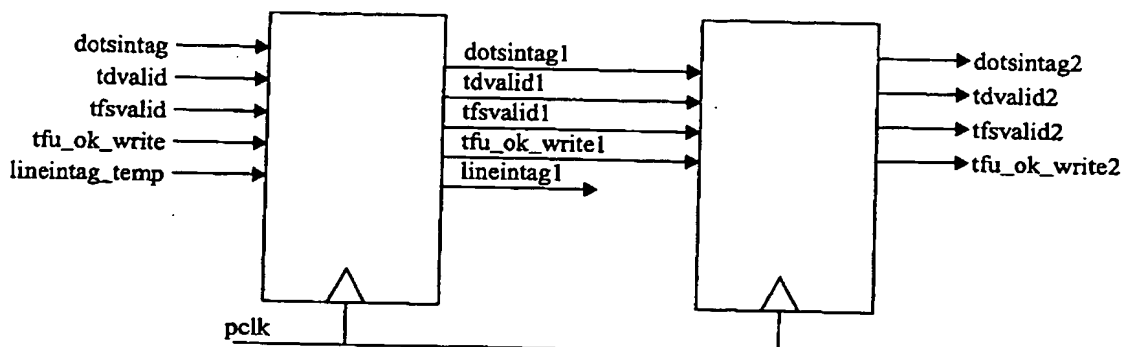 dotsintag
tdvalid
tfsvalid
tfu_ok_write
lineintag_temp
dotsintag1
tdvalid1
tfsvalid1
tfu_ok_write1
lineintag1
dotsintag2
tdvalid2
tfsvalid2
tfu_ok_write2
pclk